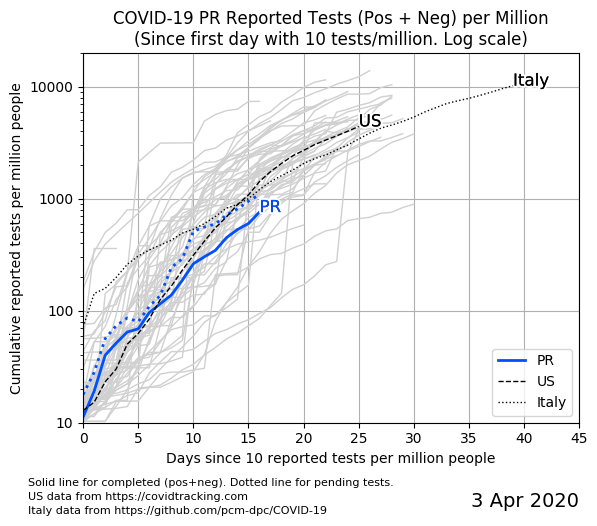 COVID-19 PR Reported Tests (Pos + Neg) per Million
(Since first day with 10 tests/million. Log scale)
Cumulative reported tests per million people
10000
1000
100
10
Italy
US
PR
PR
US
Italy
0 5 10 15 20 25 30 35 40 45
Days since 10 reported tests per million people
Solid line for completed (pos+neg). Dotted line for pending tests.
US data from https://covidtracking.com
Italy data from https://github.com/pcm-dpc/COVID-19
3 Apr 2020